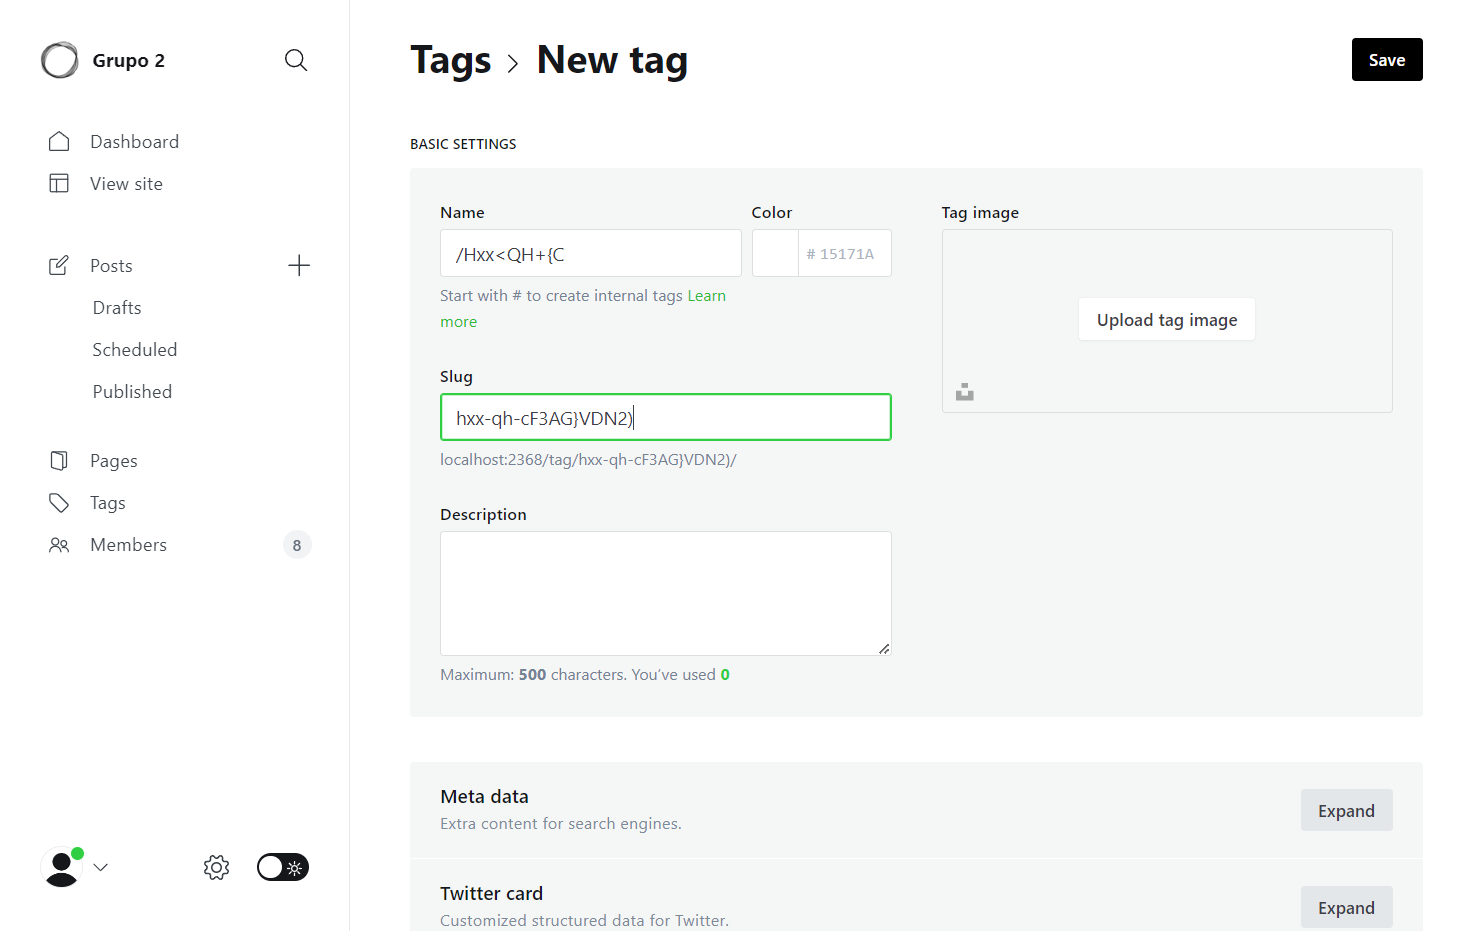 Grupo 2
Dashboard
View site
Posts
Drafts
Scheduled
Published
Pages
Tags
Members
8
Tags > New tag
Save
BASIC SETTINGS
Name
/Hxx<QH+{C
Start with # to create internal tags Learn
more
Color
# 15171A
Slug
hxx-qh-cF3AG}VDN2)
localhost:2368/tag/hxx-qh-cF3AG}VDN2)/
Description
Maximum: 500 characters. You've used 0
Tag image
Upload tag image
Meta data
Extra content for search engines.
Expand
Twitter card
Customized structured data for Twitter.
Expand